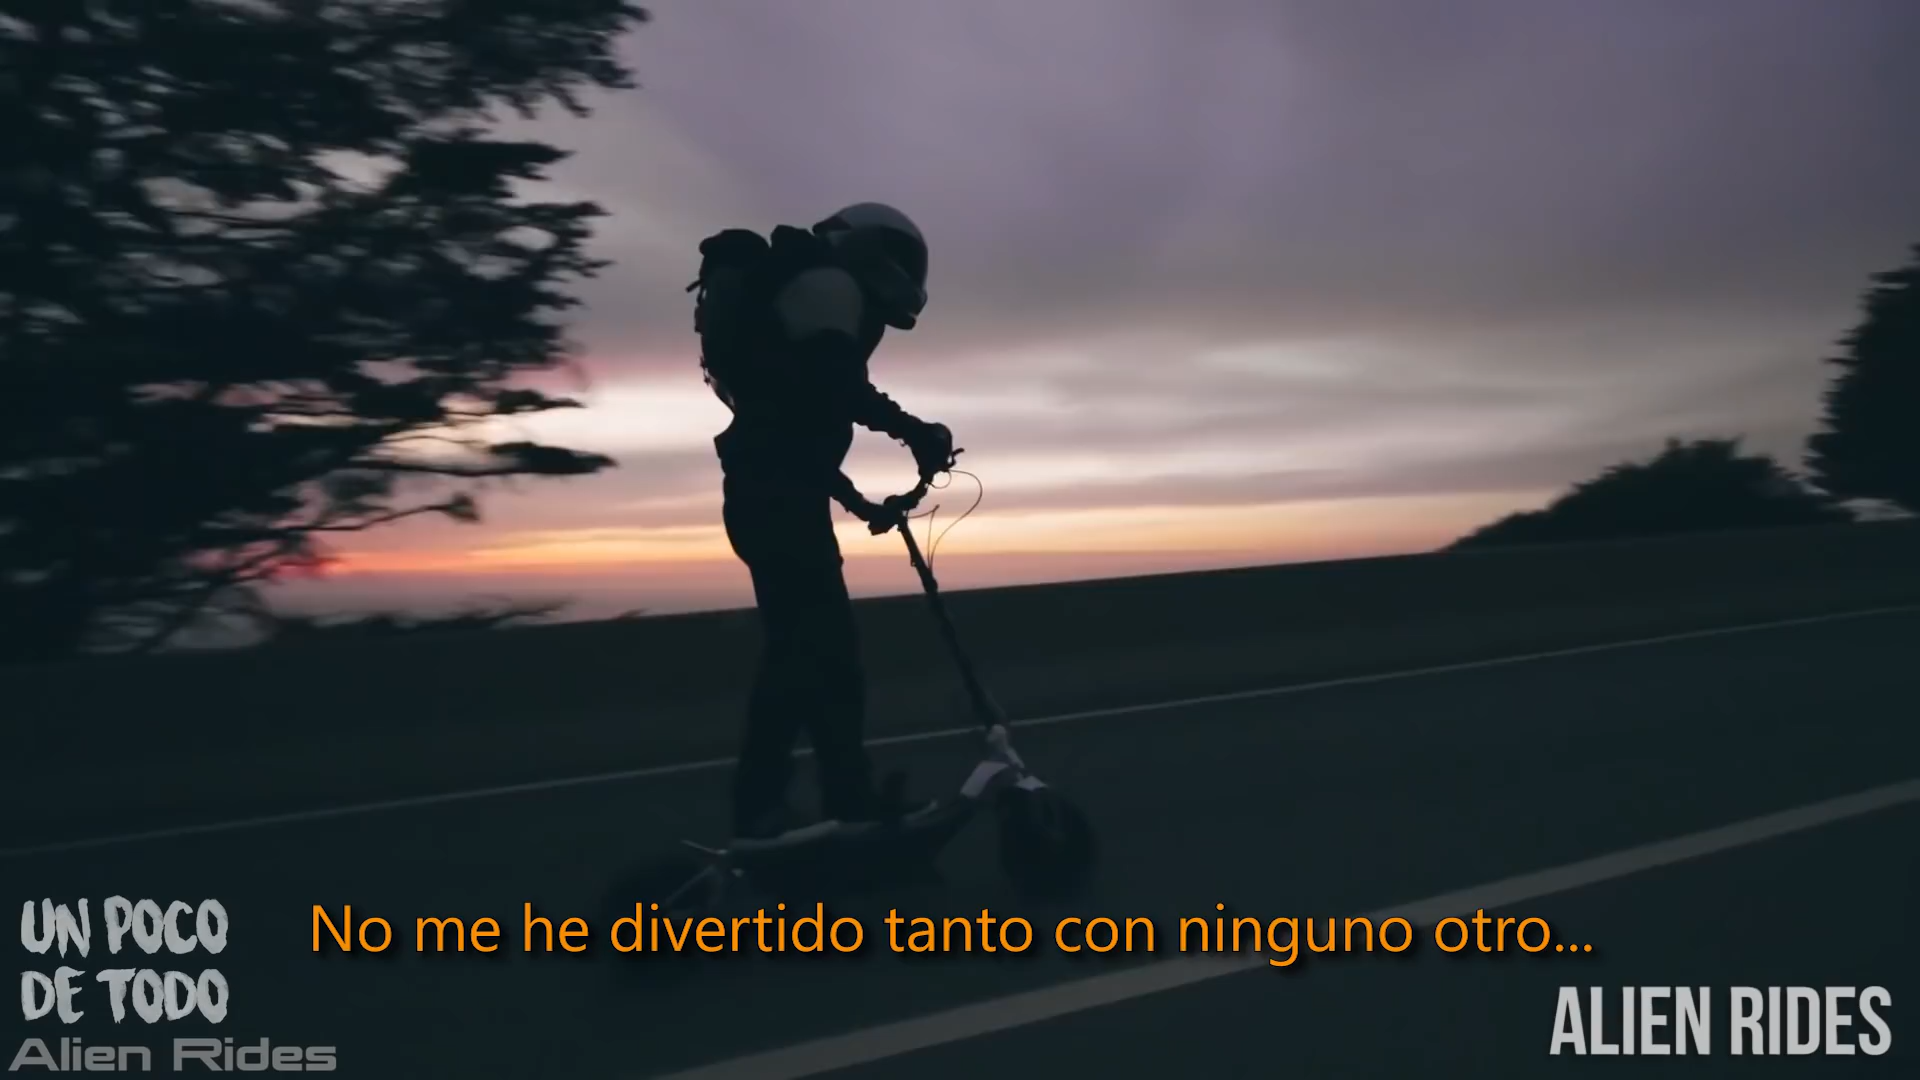 No me he divertido tanto con ninguno otro...
UN POCO
DE TODO
Alien Rides
ALIEN RIDES